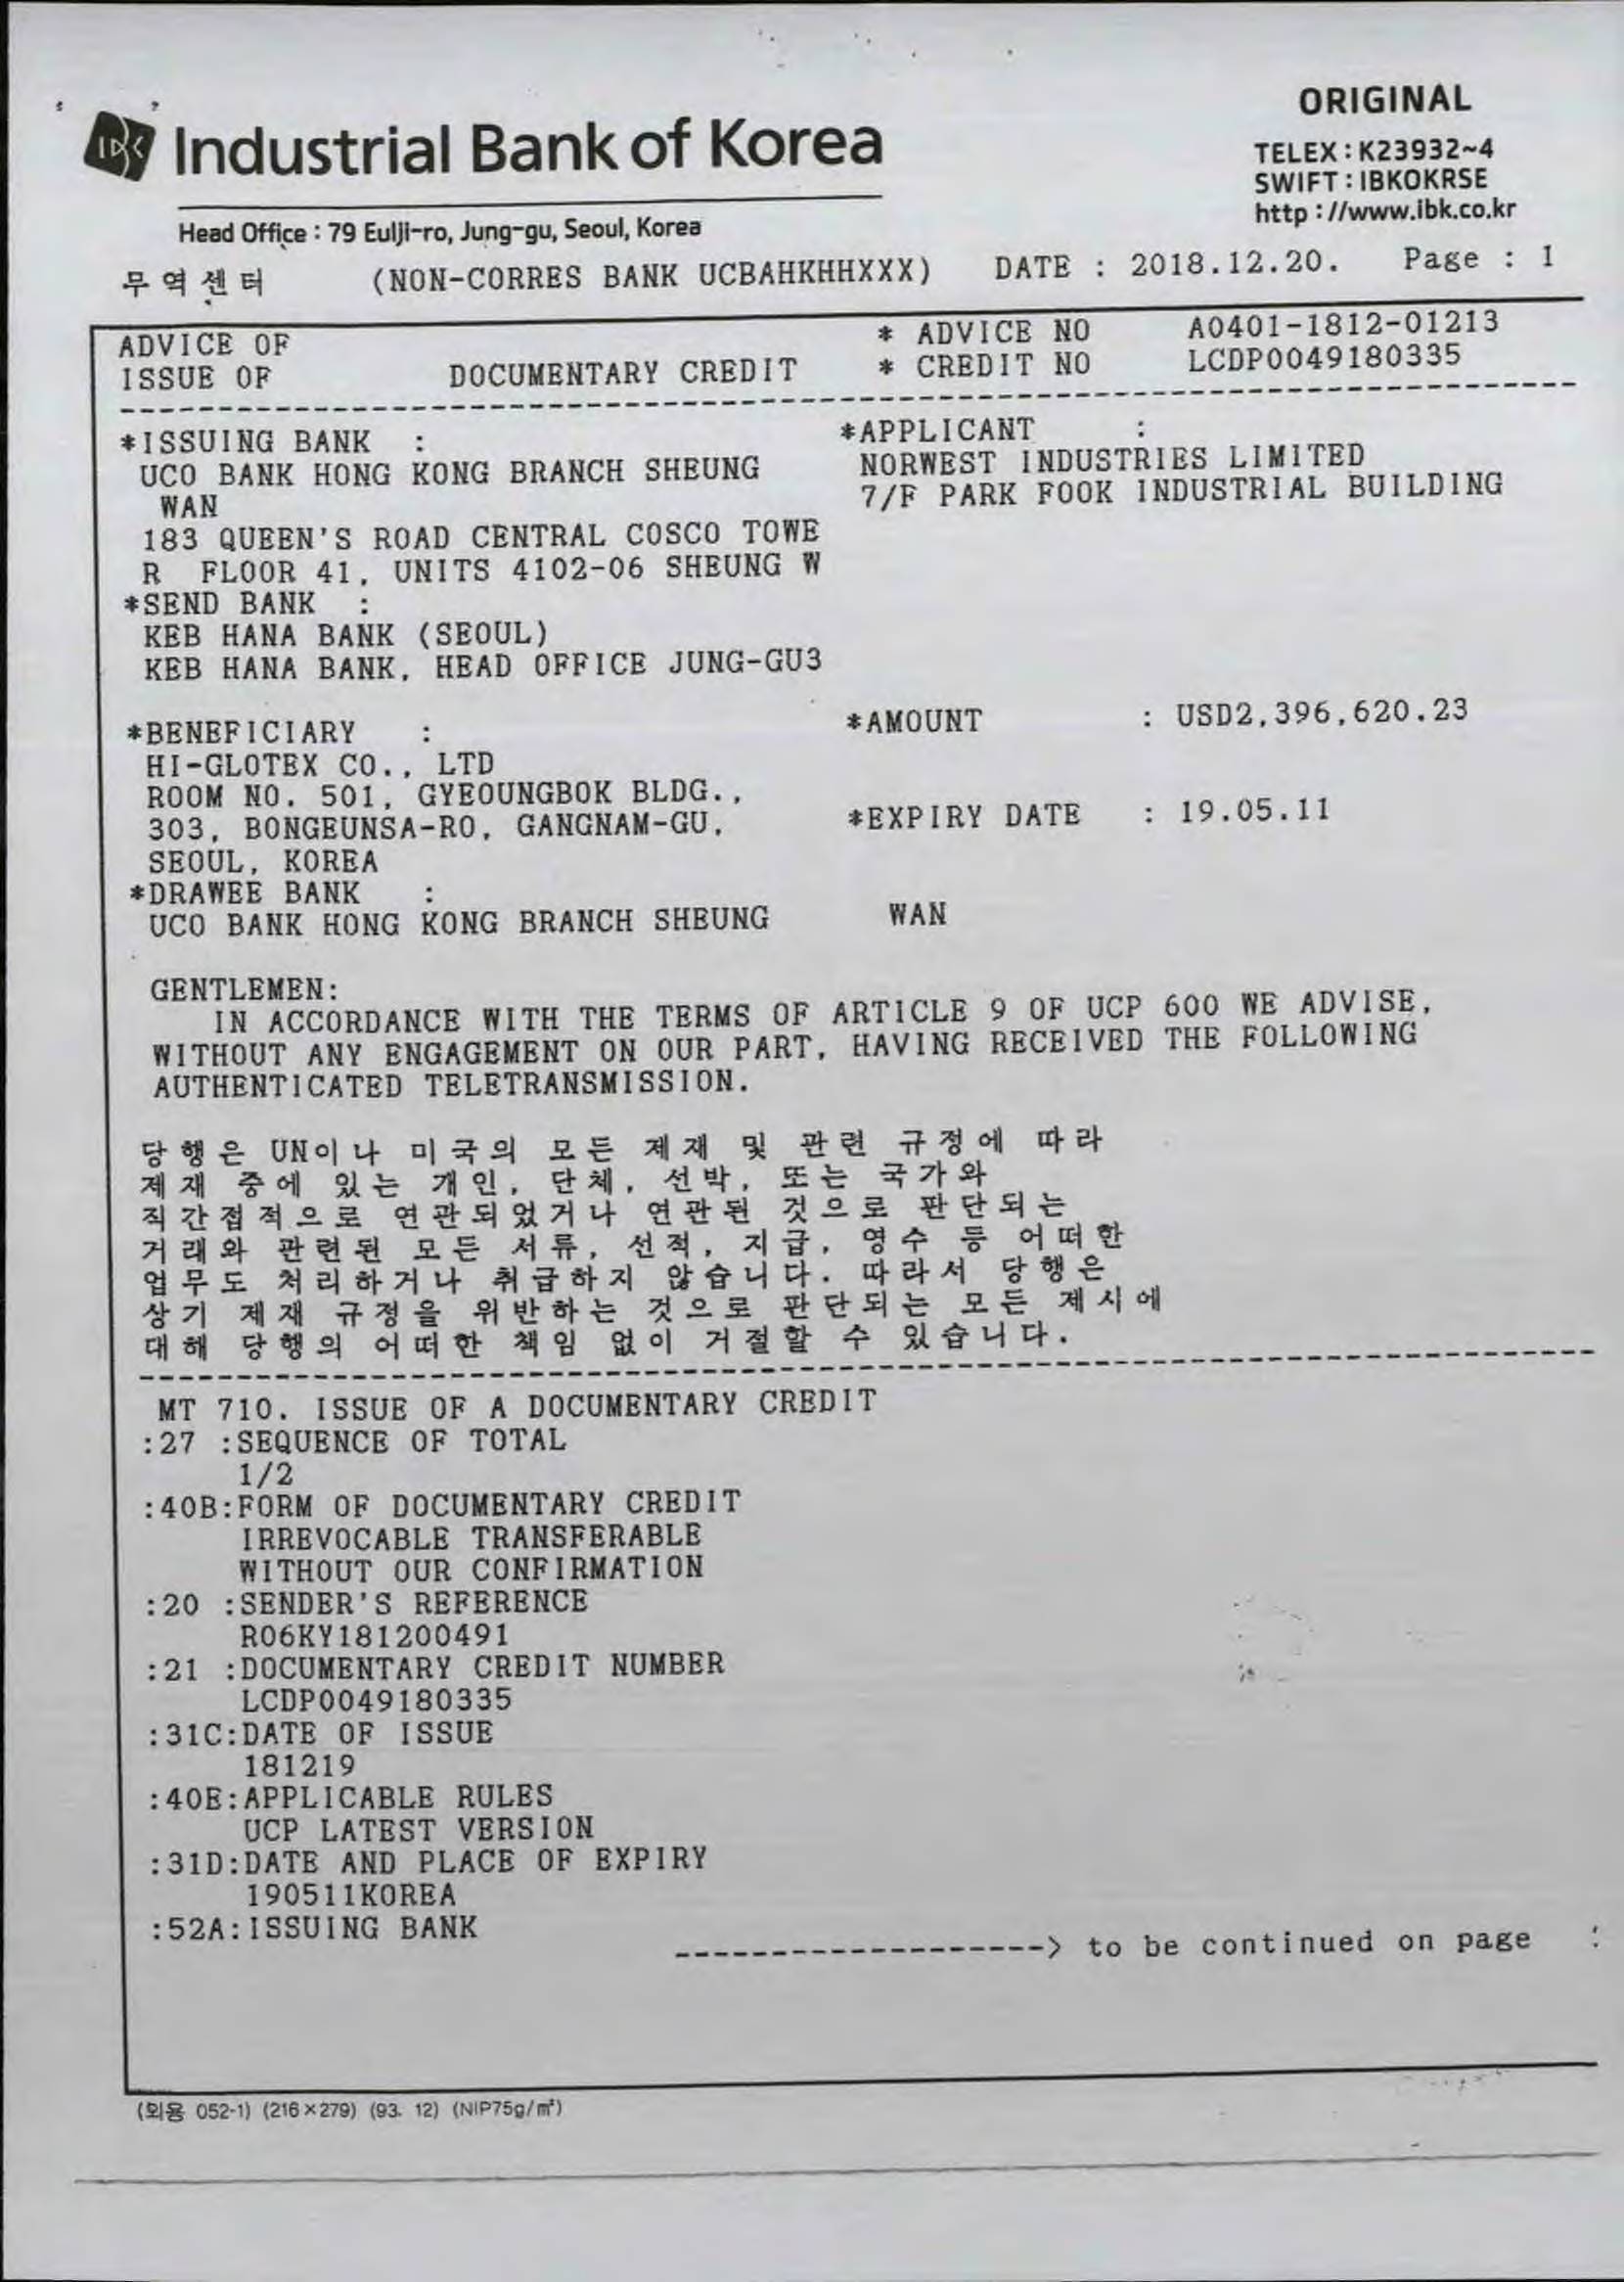 ORIGINAL
IBK Industrial Bank of Korea
TELEX : K23932~4
SWIFT : IBKOKRSE
http : //www.ibk.co.kr
Head Office : 79 Eulji-ro, Jung-gu, Seoul, Korea
무역센터 (NON-CORRES BANK UCBAHKHHXXX) DATE : 2018.12.20. Page : 1
ADVICE OF * ADVICE NO A0401-1812-01213
ISSUE OF DOCUMENTARY CREDIT * CREDIT NO LCDP0049180335
*ISSUING BANK : *APPLICANT :
UCO BANK HONG KONG BRANCH SHEUNG NORWEST INDUSTRIES LIMITED
WAN 7/F PARK FOOK INDUSTRIAL BUILDING
183 QUEEN'S ROAD CENTRAL COSCO TOWE
R FLOOR 41, UNITS 4102-06 SHEUNG W
*SEND BANK :
KEB HANA BANK (SEOUL)
KEB HANA BANK, HEAD OFFICE JUNG-GU3
*BENEFICIARY : *AMOUNT : USD2,396,620.23
HI-GLOTEX CO., LTD
ROOM NO. 501, GYEOUNGBOK BLDG.,
303, BONGEUNSA-RO, GANGNAM-GU, *EXPIRY DATE : 19.05.11
SEOUL, KOREA
*DRAWEE BANK :
UCO BANK HONG KONG BRANCH SHEUNG WAN
GENTLEMEN:
IN ACCORDANCE WITH THE TERMS OF ARTICLE 9 OF UCP 600 WE ADVISE,
WITHOUT ANY ENGAGEMENT ON OUR PART, HAVING RECEIVED THE FOLLOWING
AUTHENTICATED TELETRANSMISSION.
당행은 UN이나 미국의 모든 제재 및 관련 규정에 따라
제재 중에 있는 개인, 단체, 선박, 또는 국가와
직간접적으로 연관되었거나 연관된 것으로 판단되는
거래와 관련된 모든 서류, 선적, 지급, 영수 등 어떠한
업무도 처리하거나 취급하지 않습니다. 따라서 당행은
상기 제재 규정을 위반하는 것으로 판단되는 모든 제시에
대해 당행의 어떠한 책임 없이 거절할 수 있습니다.
MT 710. ISSUE OF A DOCUMENTARY CREDIT
:27 :SEQUENCE OF TOTAL
1/2
:40B:FORM OF DOCUMENTARY CREDIT
IRREVOCABLE TRANSFERABLE
WITHOUT OUR CONFIRMATION
:20 :SENDER'S REFERENCE
R06KY181200491
:21 :DOCUMENTARY CREDIT NUMBER
LCDP0049180335
:31C:DATE OF ISSUE
181219
:40E:APPLICABLE RULES
UCP LATEST VERSION
:31D:DATE AND PLACE OF EXPIRY
190511KOREA
:52A:ISSUING BANK
-------------------> to be continued on page
(외용 052-1) (216×279) (93. 12) (NIP75g/㎡)